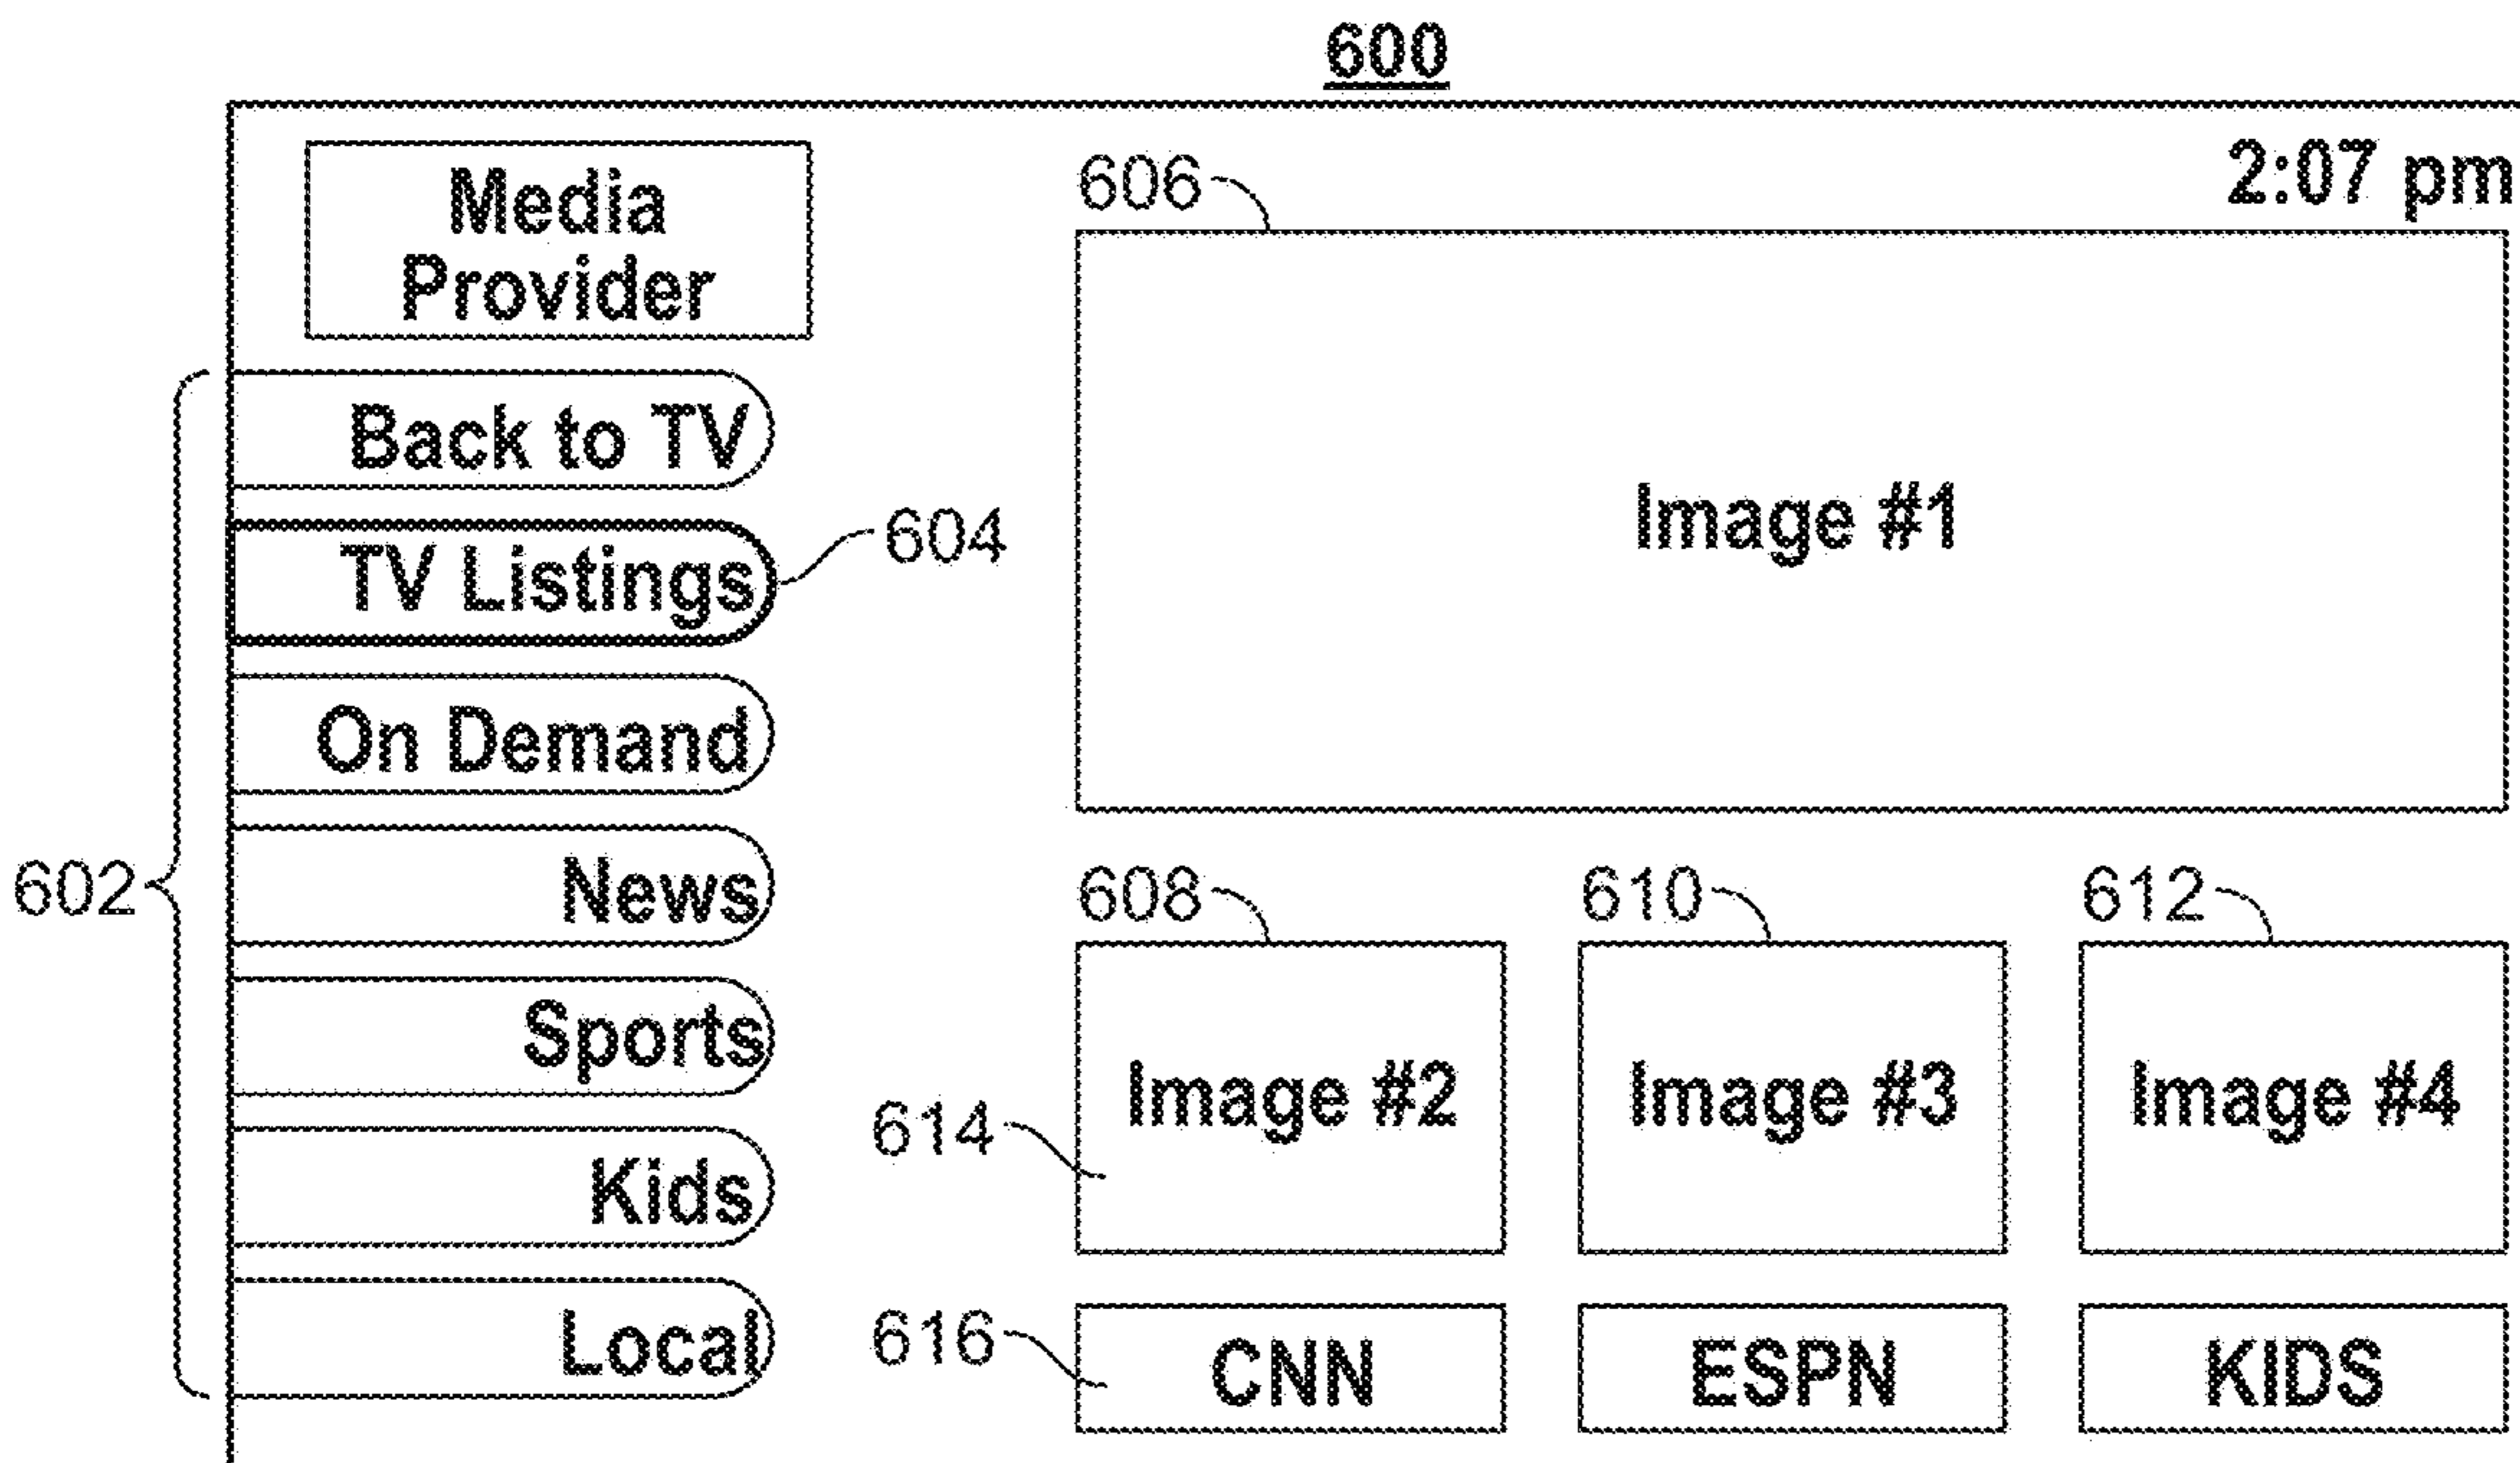 600
Media
Provider
2:07 pm
606
Back to TV
Image #1
TV Listings
604
On Demand
602
News
608
610
612
Sports
Image #2
Image #3
Image #4
614
Kids
Local
616
CNN
ESPN
KIDS